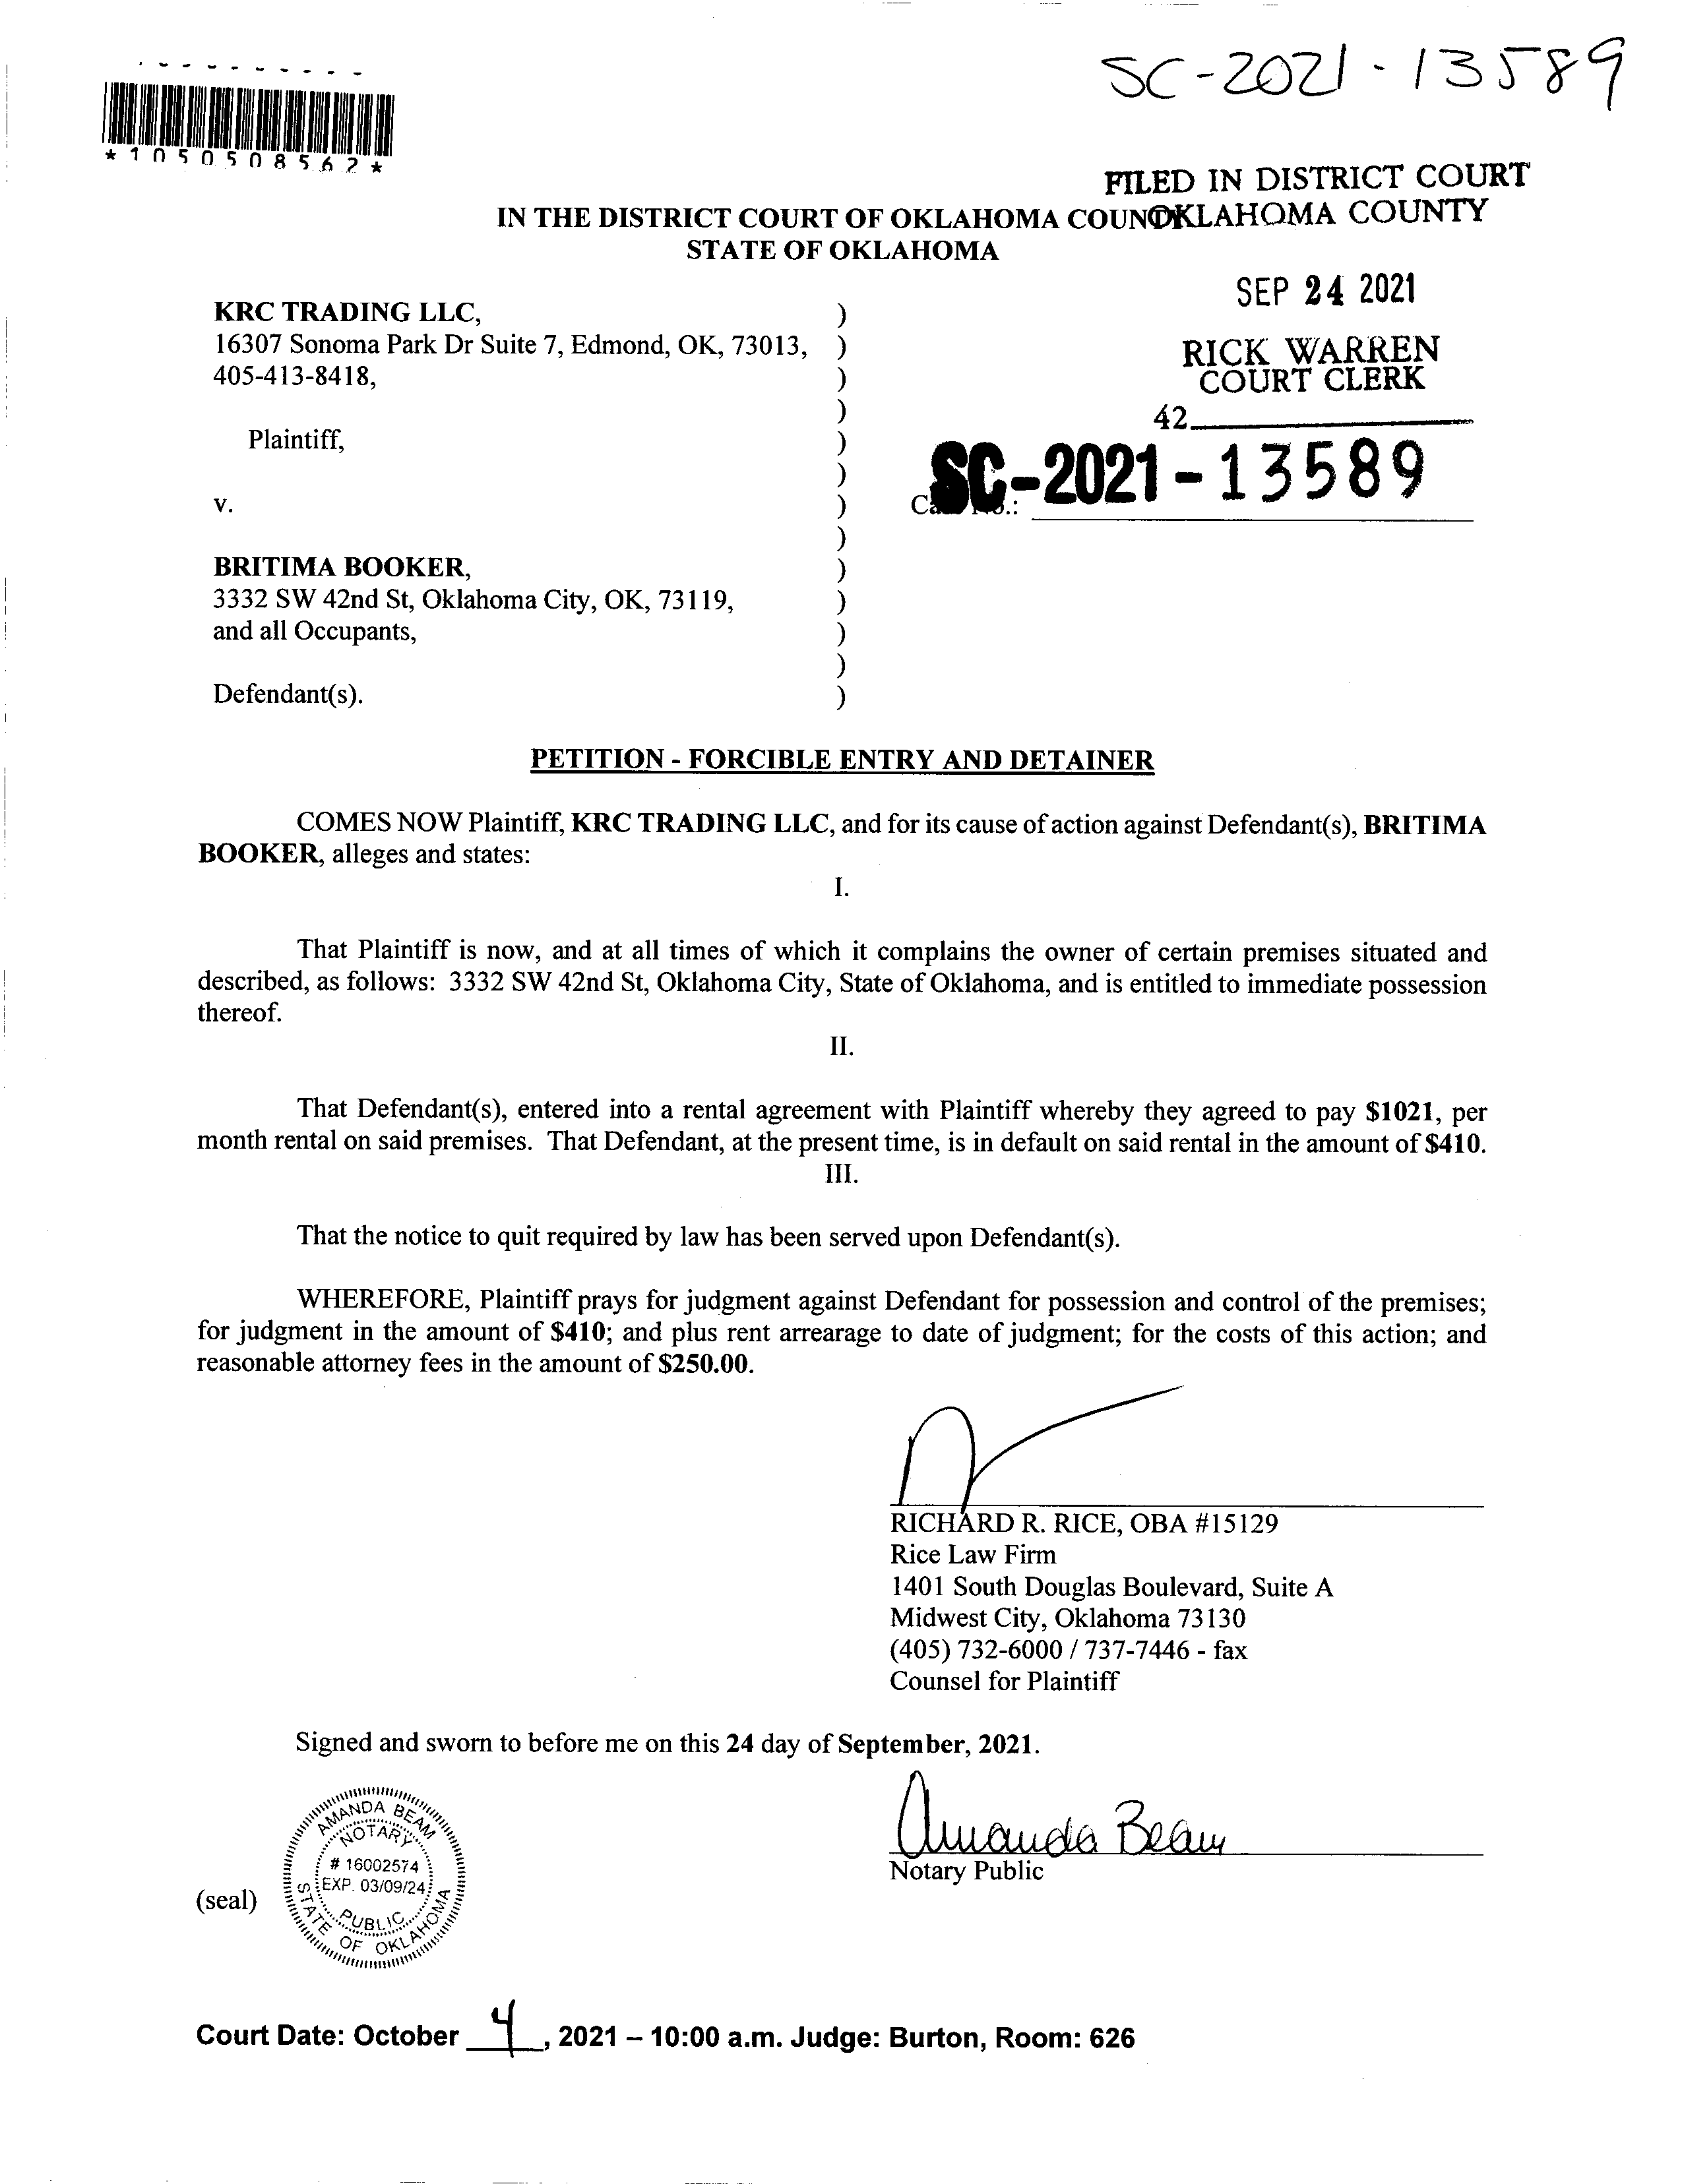 SC-2021-13589
*1050508562*
FILED IN DISTRICT COURT
OKLAHOMA COUNTY
IN THE DISTRICT COURT OF OKLAHOMA COUN
STATE OF OKLAHOMA
SEP 24 2021
RICK WARREN
COURT CLERK
42
SC-2021-13589
KRC TRADING LLC, )
16307 Sonoma Park Dr Suite 7, Edmond, OK, 73013, )
405-413-8418, )
)
Plaintiff, )
)
v. )
)
BRITIMA BOOKER, )
3332 SW 42nd St, Oklahoma City, OK, 73119, )
and all Occupants, )
)
Defendant(s). )
PETITION - FORCIBLE ENTRY AND DETAINER
COMES NOW Plaintiff, KRC TRADING LLC, and for its cause of action against Defendant(s), BRITIMA
BOOKER, alleges and states:
I.
That Plaintiff is now, and at all times of which it complains the owner of certain premises situated and
described, as follows: 3332 SW 42nd St, Oklahoma City, State of Oklahoma, and is entitled to immediate possession
thereof.
II.
That Defendant(s), entered into a rental agreement with Plaintiff whereby they agreed to pay $1021, per
month rental on said premises. That Defendant, at the present time, is in default on said rental in the amount of $410.
III.
That the notice to quit required by law has been served upon Defendant(s).
WHEREFORE, Plaintiff prays for judgment against Defendant for possession and control of the premises;
for judgment in the amount of $410; and plus rent arrearage to date of judgment; for the costs of this action; and
reasonable attorney fees in the amount of $250.00.
RICHARD R. RICE, OBA #15129
Rice Law Firm
1401 South Douglas Boulevard, Suite A
Midwest City, Oklahoma 73130
(405) 732-6000 / 737-7446 - fax
Counsel for Plaintiff
Signed and sworn to before me on this 24 day of September, 2021.
Amanda Beam
Notary Public
(seal)
AMANDA BEAM
NOTARY
# 16002574
EXP. 03/09/24
PUBLIC
STATE OF OKLAHOMA
Court Date: October 4, 2021 – 10:00 a.m. Judge: Burton, Room: 626